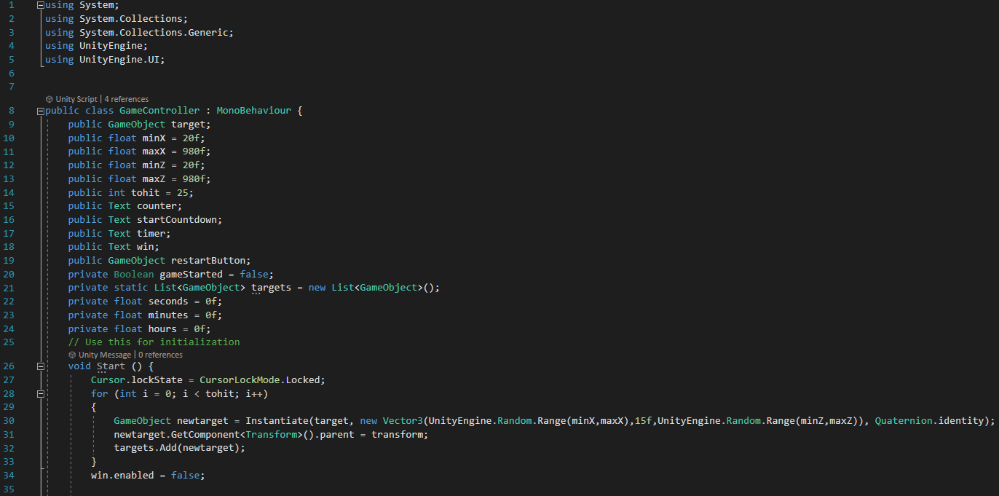 1 using System;
2 using System.Collections;
3 using System.Collections.Generic;
4 using UnityEngine;
5 using UnityEngine.UI;
6
7
Unity Script | 4 references
8 public class GameController : MonoBehaviour {
9 public GameObject target;
10 public float minX = 20f;
11 public float maxX = 980f;
12 public float minZ = 20f;
13 public float maxZ = 980f;
14 public int tohit = 25;
15 public Text counter;
16 public Text startCountdown;
17 public Text timer;
18 public Text win;
19 public GameObject restartButton;
20 private Boolean gameStarted = false;
21 private static List<GameObject> targets = new List<GameObject>();
22 private float seconds = 0f;
23 private float minutes = 0f;
24 private float hours = 0f;
25 // Use this for initialization
Unity Message | 0 references
26 void Start () {
27 Cursor.lockState = CursorLockMode.Locked;
28 for (int i = 0; i < tohit; i++)
29 {
30 GameObject newtarget = Instantiate(target, new Vector3(UnityEngine.Random.Range(minX,maxX),15f,UnityEngine.Random.Range(minZ,maxZ)), Quaternion.identity);
31 newtarget.GetComponent<Transform>().parent = transform;
32 targets.Add(newtarget);
33 }
34 win.enabled = false;
35